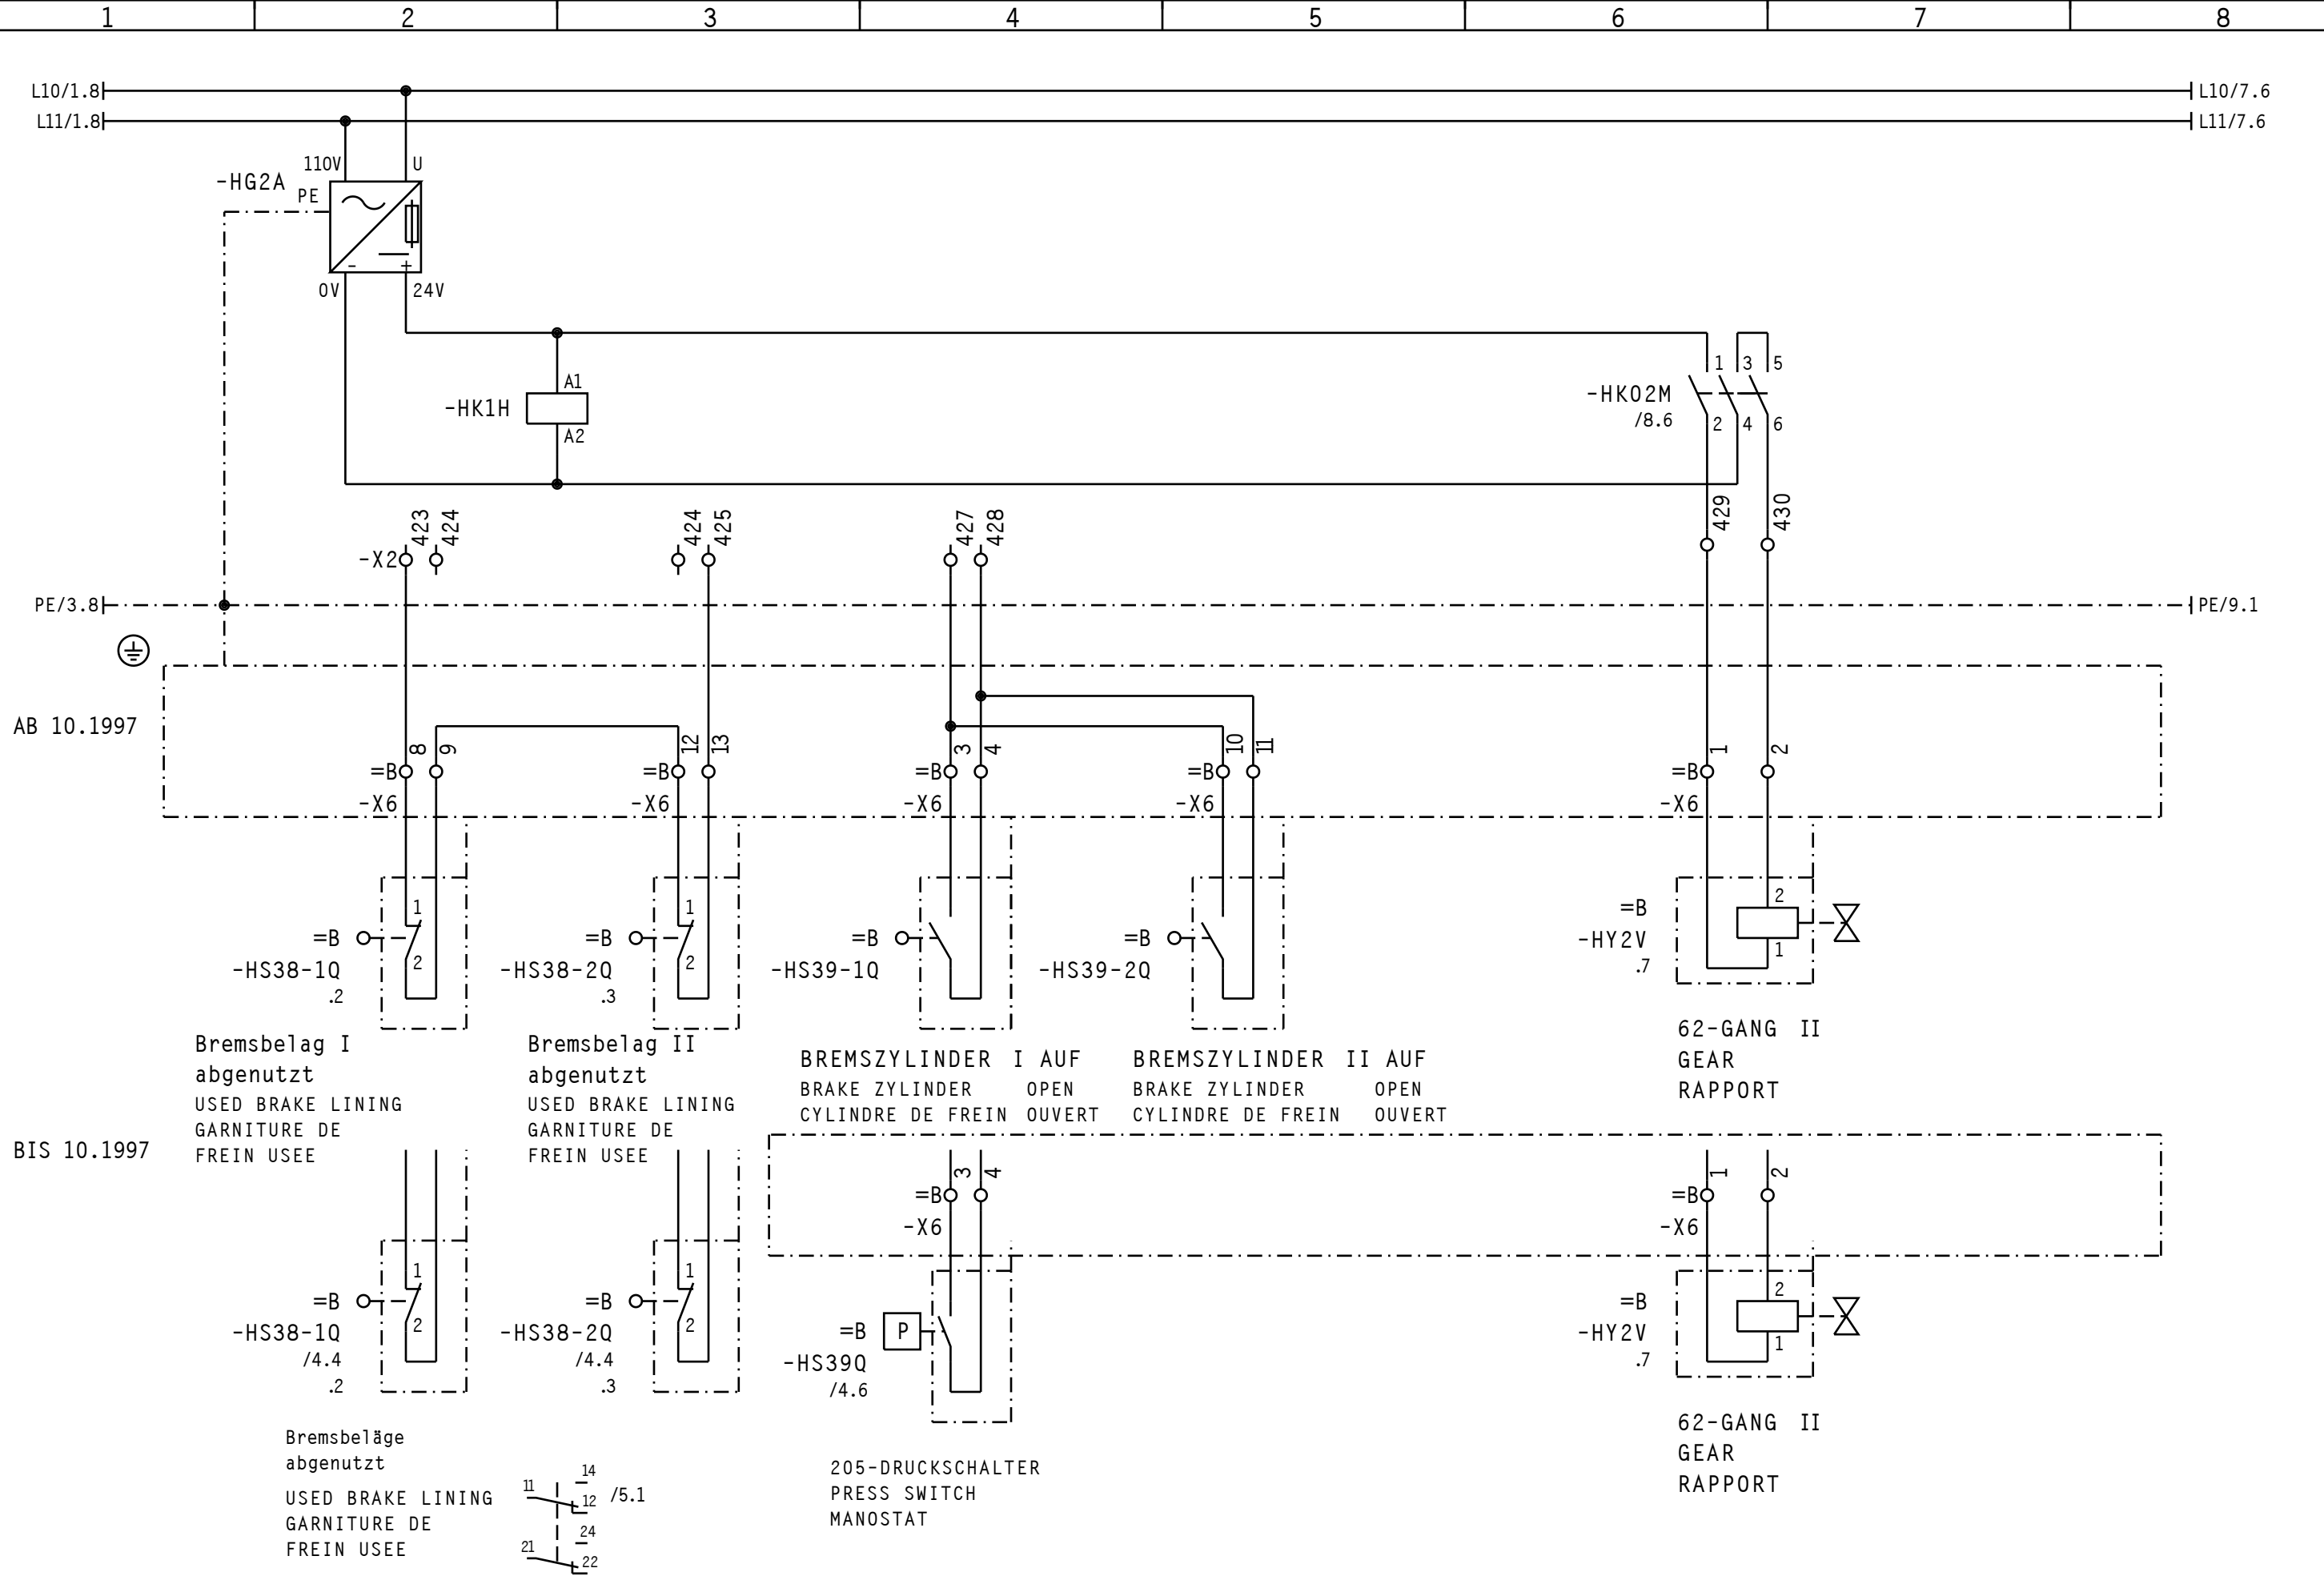 1 2 3 4 5 6 7 8
L10/1.8 L10/7.6
L11/1.8 L11/7.6
110V U
-HG2A
PE
- +
0V 24V
A1
-HK1H
A2
1 3 5
-HK02M
/8.6
2 4 6
423 424 424 425 427 428 429 430
-X2
PE/3.8 PE/9.1
AB 10.1997
8 9 12 13 3 4 10 11 1 2
=B =B =B =B =B
-X6 -X6 -X6 -X6 -X6
1 1 2
=B =B =B =B =B
-HS38-1Q 2 -HS38-2Q 2 -HS39-1Q -HS39-2Q -HY2V 1
.2 .3 .7
Bremsbelag I
abgenutzt
USED BRAKE LINING
GARNITURE DE
FREIN USEE
Bremsbelag II
abgenutzt
USED BRAKE LINING
GARNITURE DE
FREIN USEE
BREMSZYLINDER I AUF
BRAKE ZYLINDER OPEN
CYLINDRE DE FREIN OUVERT
BREMSZYLINDER II AUF
BRAKE ZYLINDER OPEN
CYLINDRE DE FREIN OUVERT
62-GANG II
GEAR
RAPPORT
BIS 10.1997
3 4 1 2
=B =B
-X6 -X6
1 1 2
=B =B =B P =B
-HS38-1Q 2 -HS38-2Q 2 -HS39Q -HY2V 1
/4.4 /4.4 /4.6 .7
.2 .3
Bremsbeläge
abgenutzt
USED BRAKE LINING
GARNITURE DE
FREIN USEE
14
11 12 /5.1
24
21 22
205-DRUCKSCHALTER
PRESS SWITCH
MANOSTAT
62-GANG II
GEAR
RAPPORT